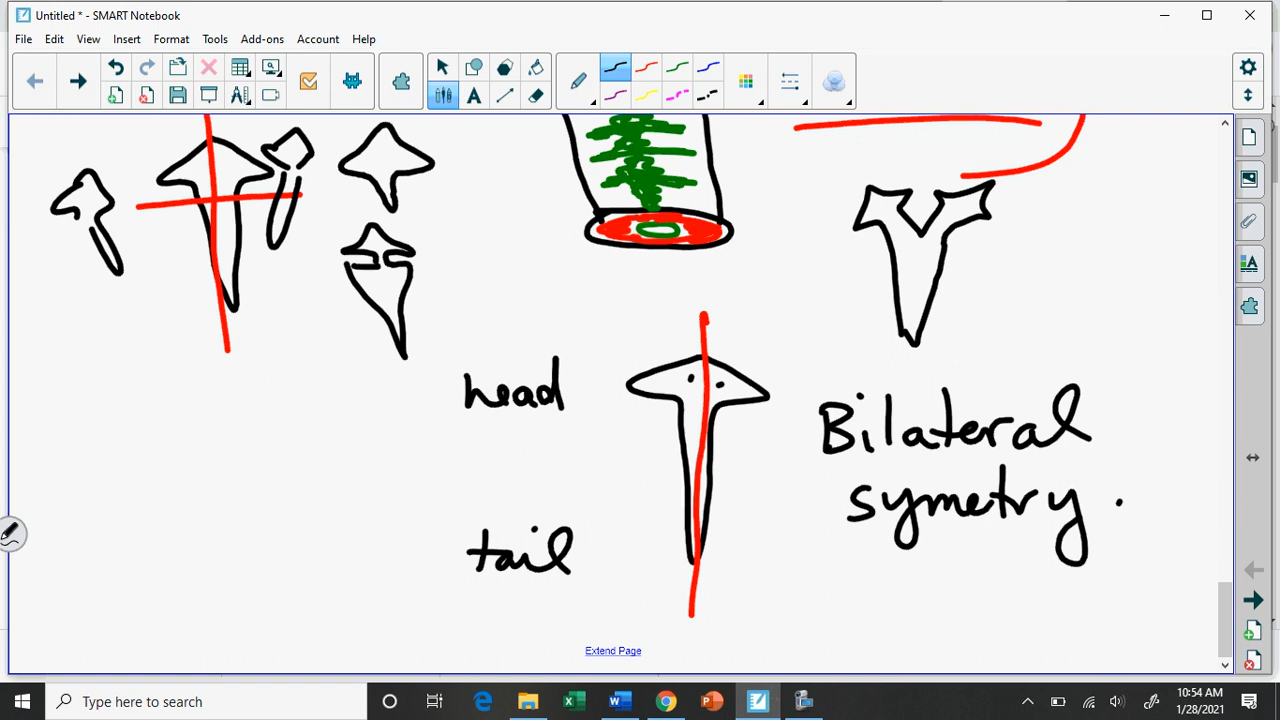 Untitled * - SMART Notebook
File Edit View Insert Format Tools Add-ons Account Help
head
Bilateral
symetry.
tail
Extend Page
Type here to search
10:54 AM
1/28/2021